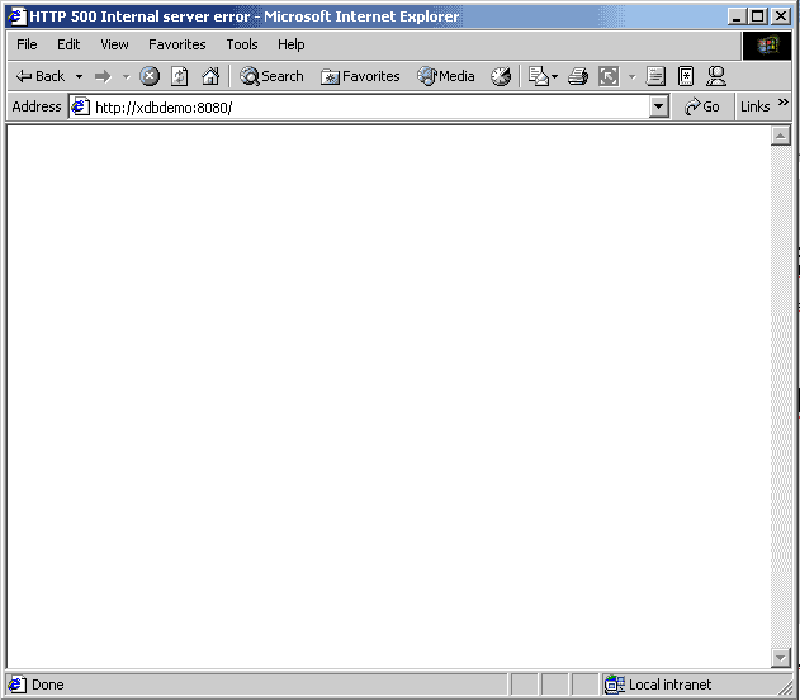 HTTP 500 Internal server error - Microsoft Internet Explorer
File Edit View Favorites Tools Help
Back Search Favorites Media
Address http://xdbdemo:8080/ Go Links »
Done Local intranet